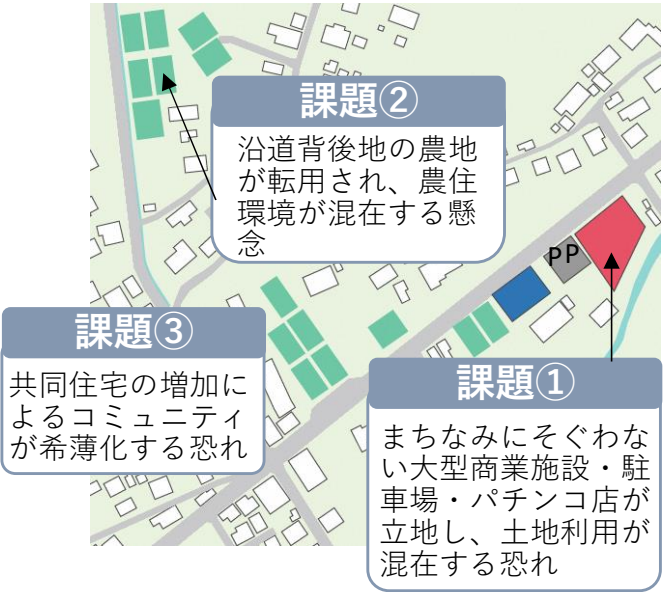 課題②
沿道背後地の農地
が転用され、農住
環境が混在する懸
念
PP
課題③
共同住宅の増加に
よるコミュニティ
が希薄化する恐れ
課題①
まちなみにそぐわな
い大型商業施設・駐
車場・パチンコ店が
立地し、土地利用が
混在する恐れ